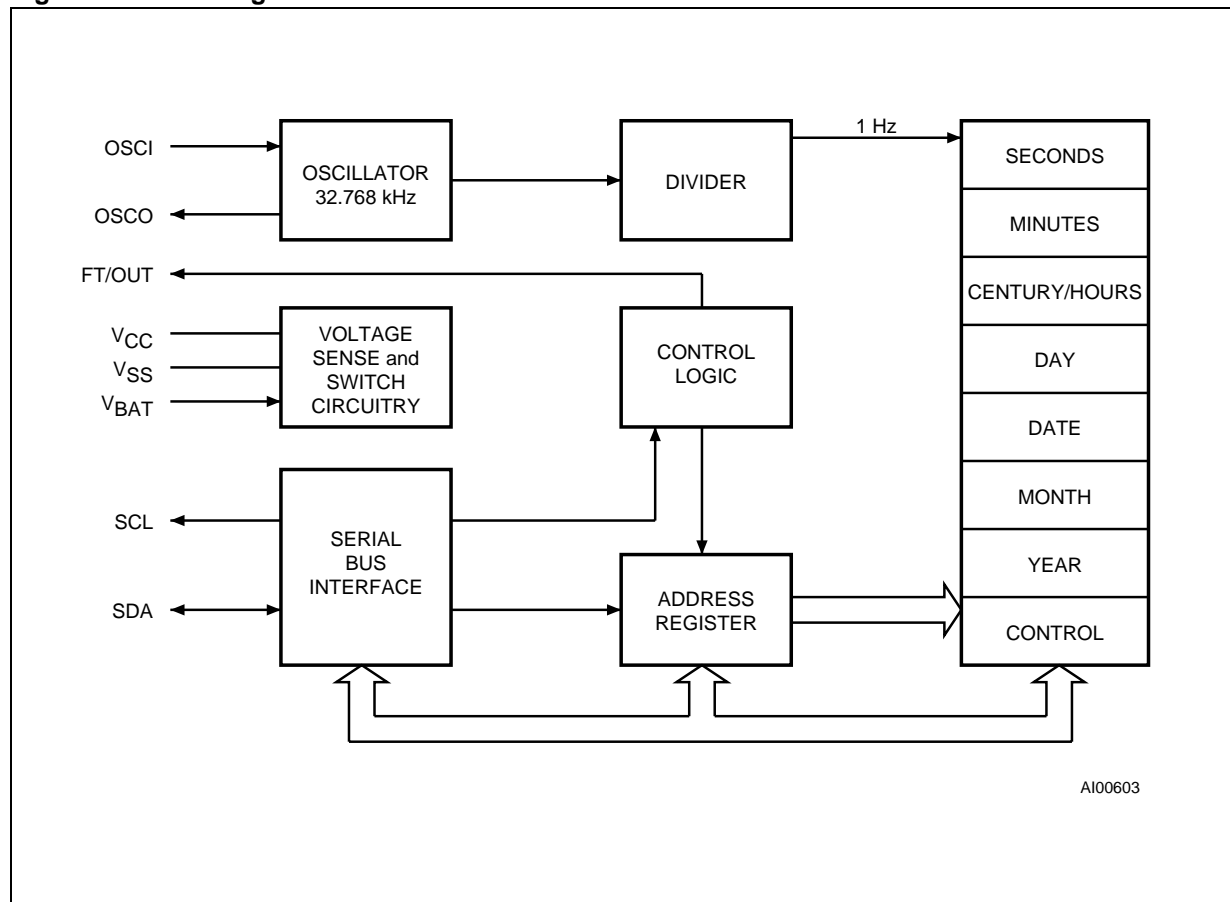 OSCI
OSCO
FT/OUT
VCC
VSS
VBAT
SCL
SDA
OSCILLATOR
32.768 kHz
VOLTAGE
SENSE and
SWITCH
CIRCUITRY
SERIAL
BUS
INTERFACE
DIVIDER
CONTROL
LOGIC
ADDRESS
REGISTER
1 Hz
SECONDS
MINUTES
CENTURY/HOURS
DAY
DATE
MONTH
YEAR
CONTROL
AI00603